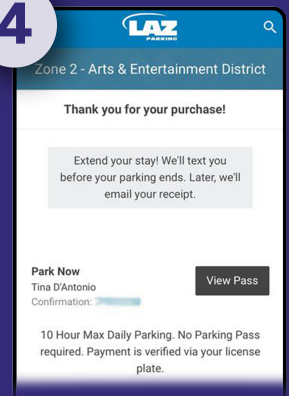 4
LAZ
PARKING
Zone 2 - Arts & Entertainment District
Thank you for your purchase!
Extend your stay! We'll text you
before your parking ends. Later, we'll
email your receipt.
Park Now
Tina D'Antonio
View Pass
Confirmation:
10 Hour Max Daily Parking. No Parking Pass
required. Payment is verified via your license
plate.